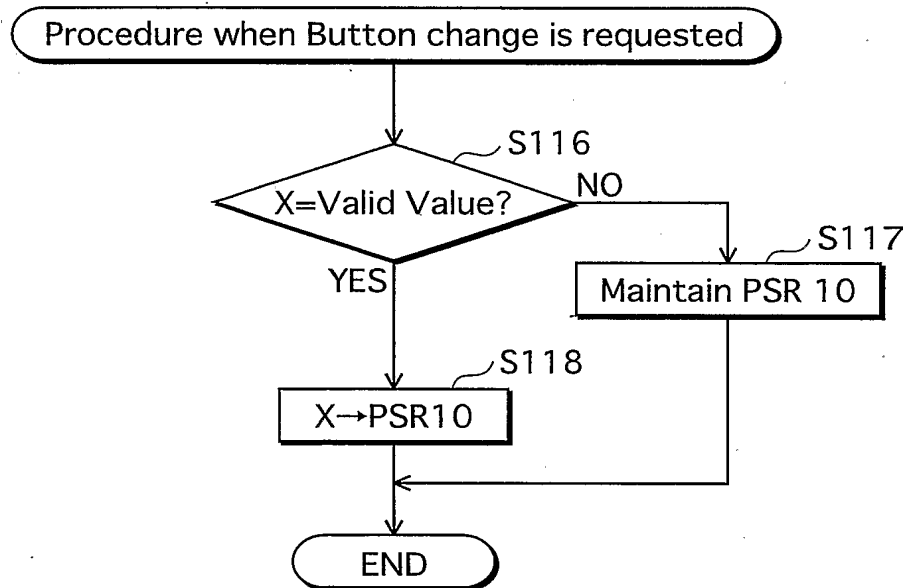 Procedure when Button change is requested
S116
X=Valid Value?
NO
S117
YES
Maintain PSR 10
S118
X→PSR10
END